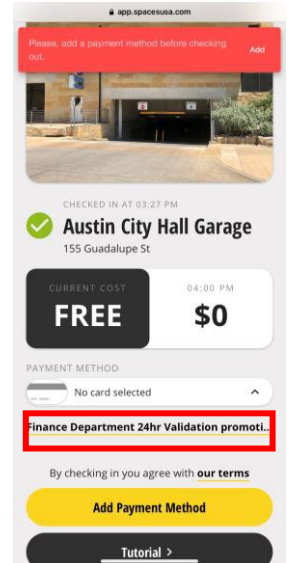 app.spacesusa.com
Please, add a payment method before checking
out.
Add
CHECKED IN AT 03:27 PM
Austin City Hall Garage
155 Guadalupe St
CURRENT COST
04:00 PM
FREE
$0
PAYMENT METHOD
No card selected
Finance Department 24hr Validation promoti..
By checking in you agree with our terms
Add Payment Method
Tutorial >